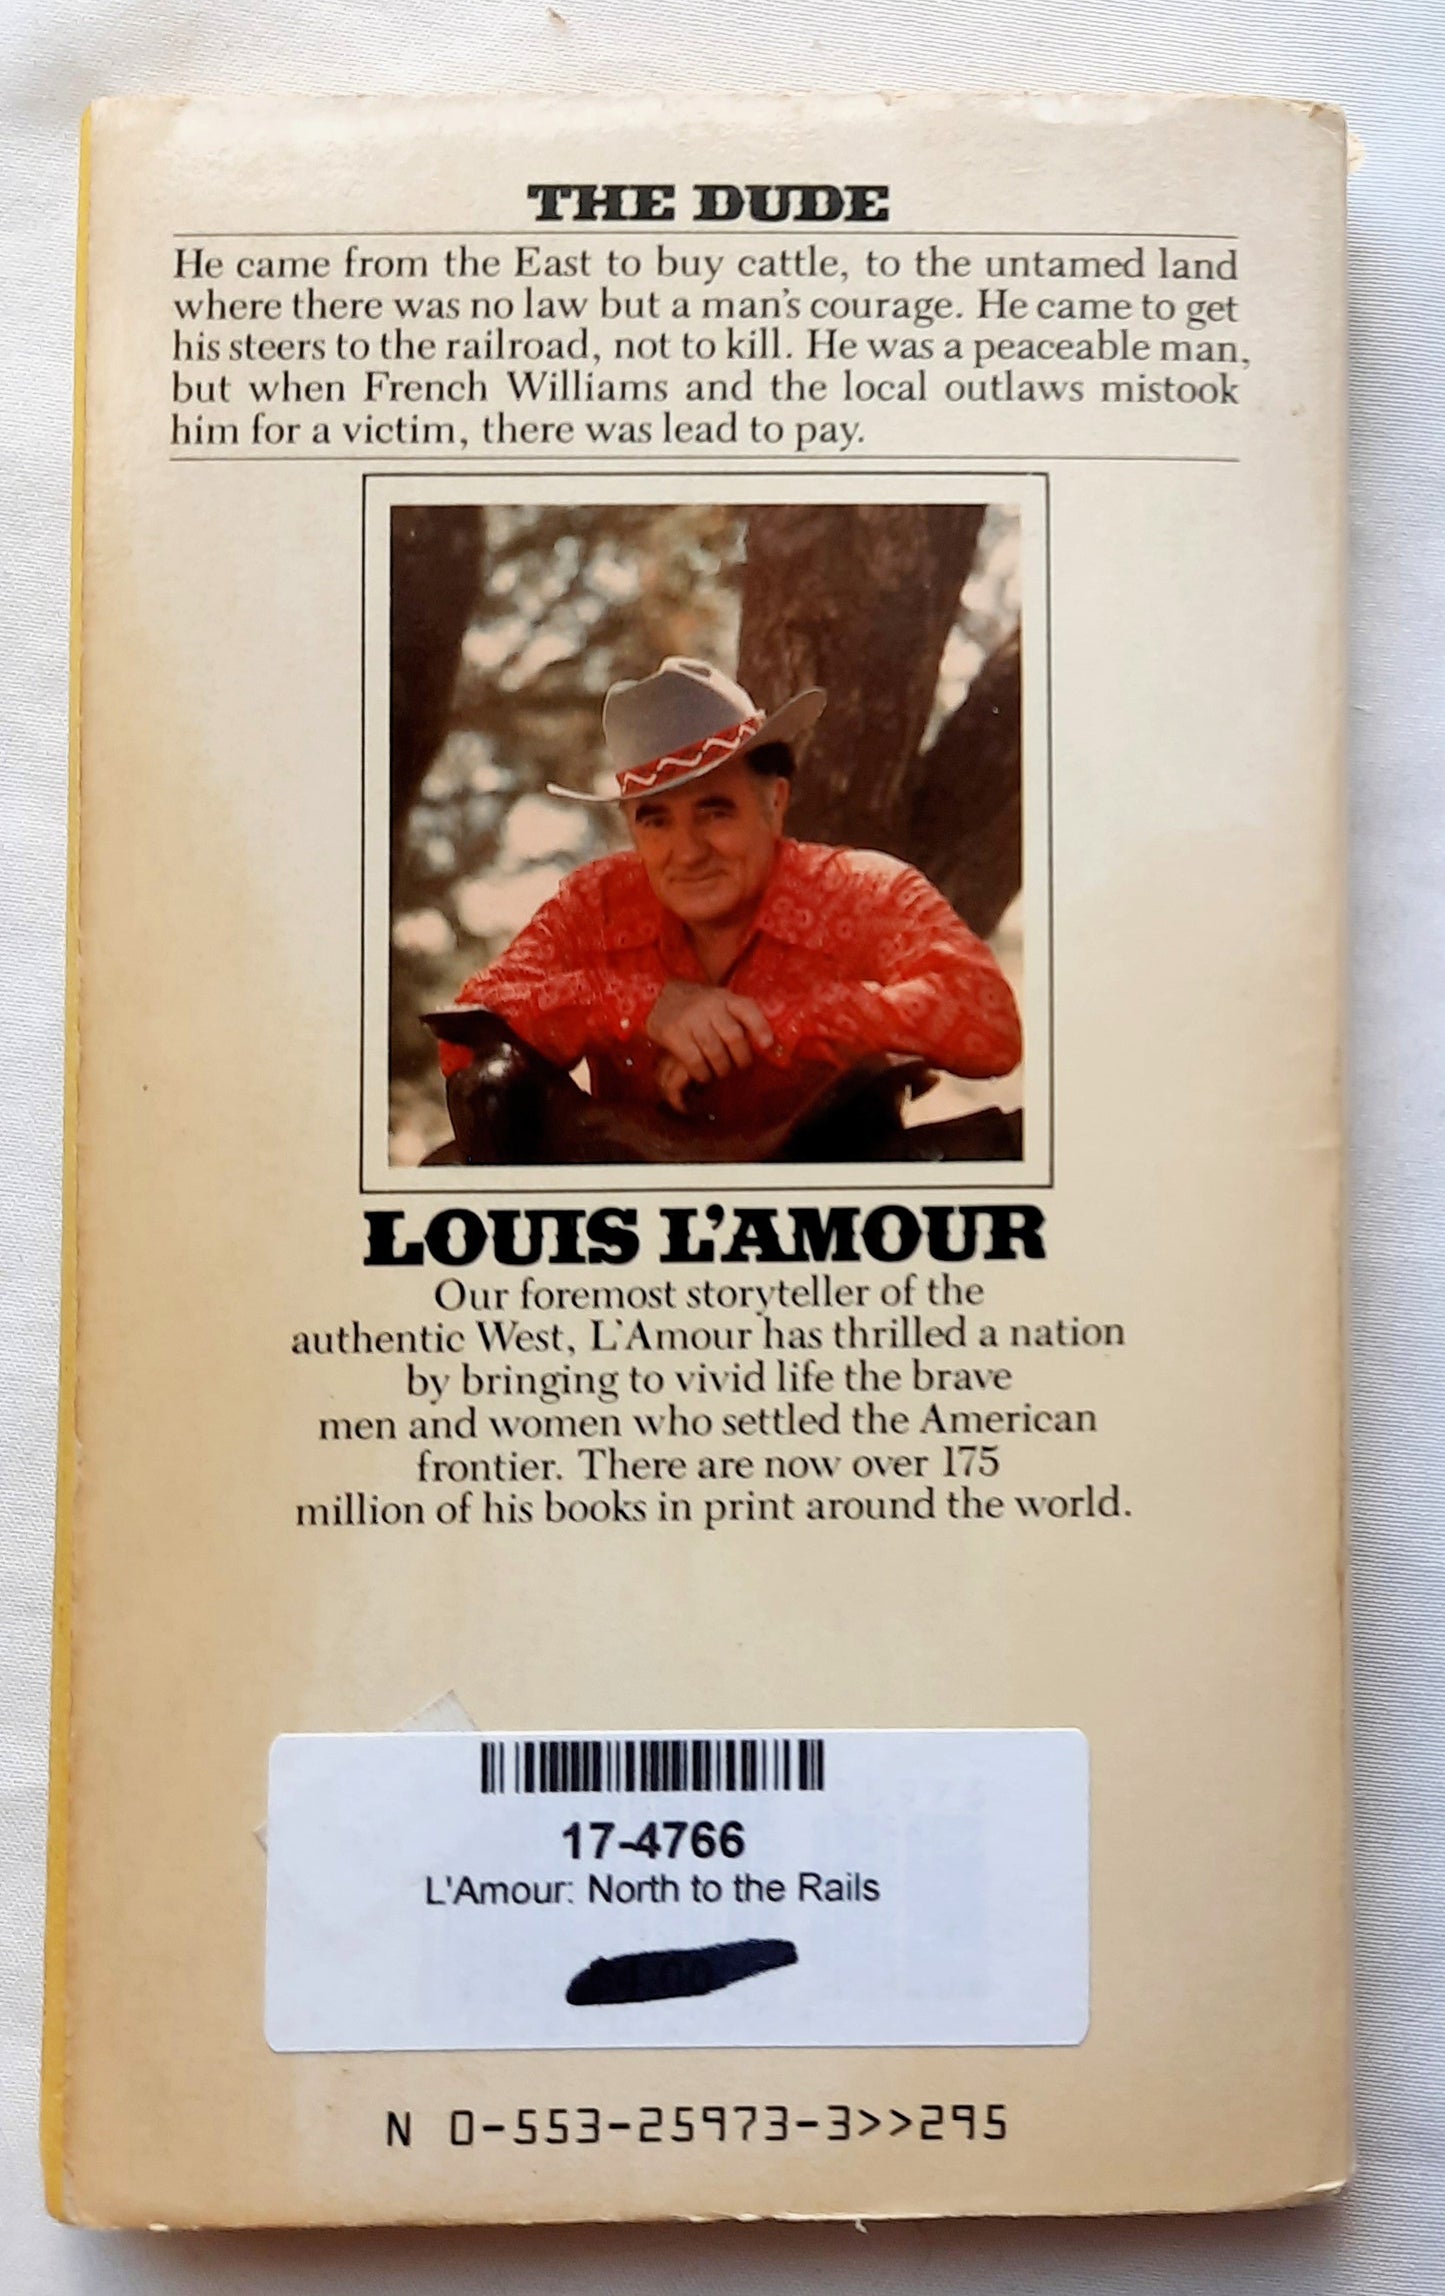 THE DUDE
He came from the East to buy cattle, to the untamed land
where there was no law but a man's courage. He came to get
his steers to the railroad, not to kill. He was a peaceable man,
but when French Williams and the local outlaws mistook
him for a victim, there was lead to pay.
LOUIS L'AMOUR
Our foremost storyteller of the
authentic West, L'Amour has thrilled a nation
by bringing to vivid life the brave
men and women who settled the American
frontier. There are now over 175
million of his books in print around the world.
17-4766
L'Amour: North to the Rails
N 0-553-25973-3>>295